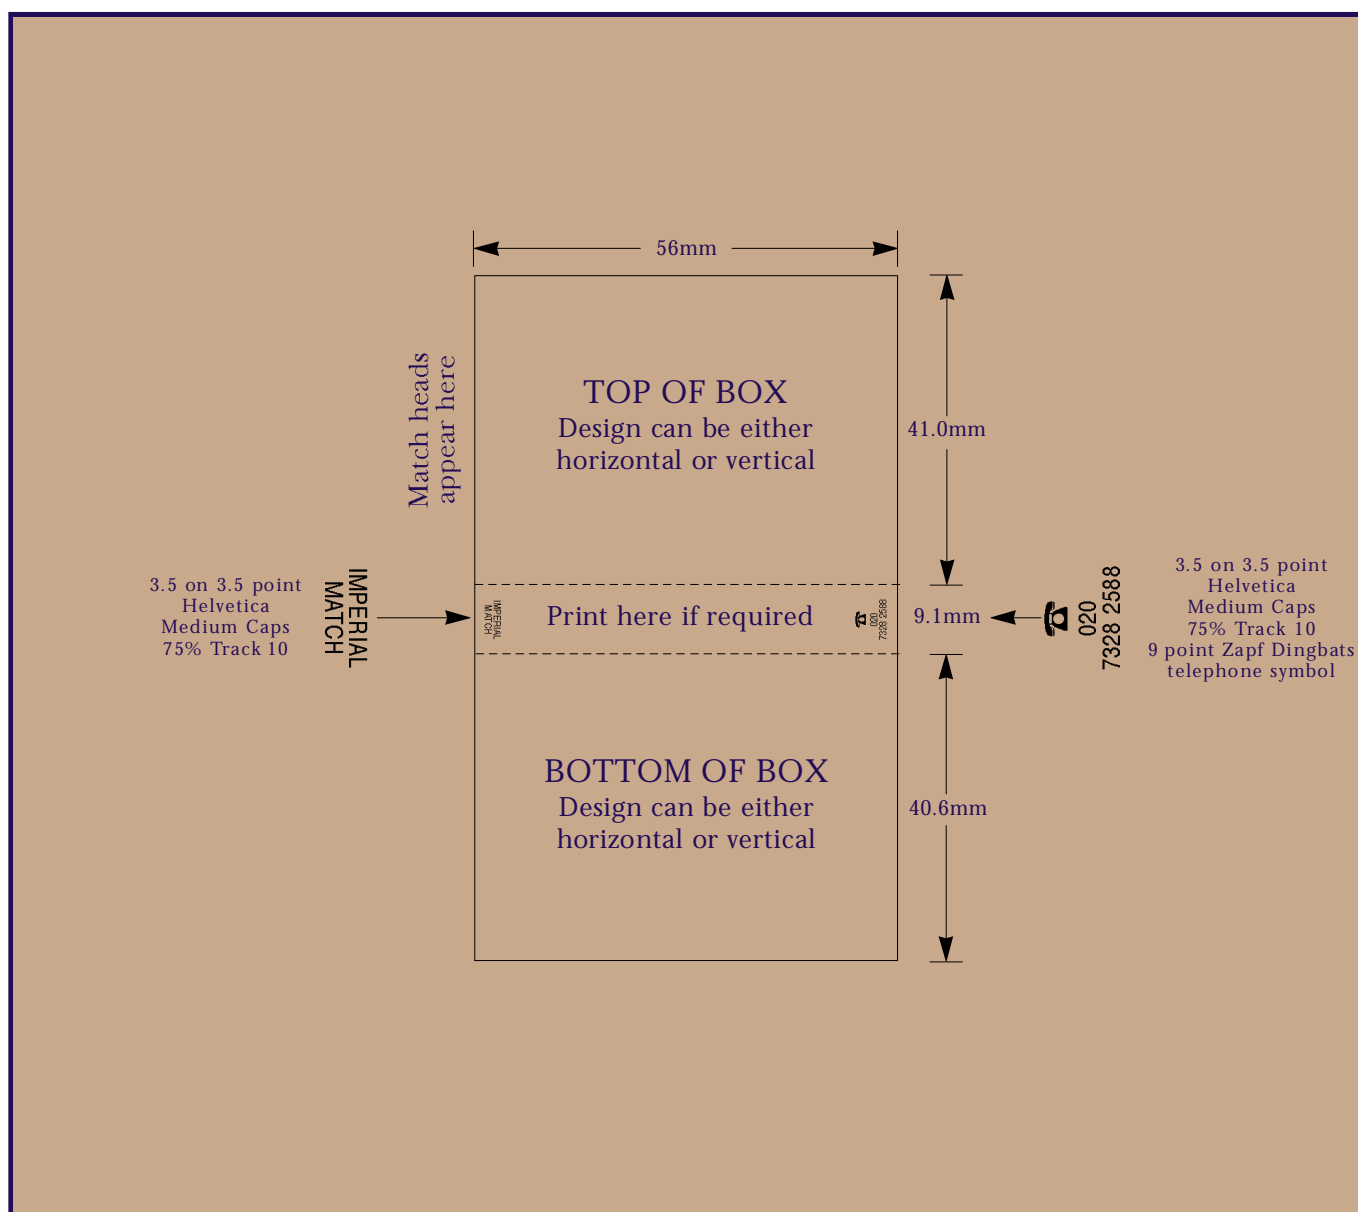 56mm
TOP OF BOX
Design can be either
horizontal or vertical
Match heads
appear here
41.0mm
3.5 on 3.5 point
Helvetica
Medium Caps
75% Track 10
IMPERIAL
MATCH
IMPERIAL
MATCH
Print here if required
☎
020
7328 2588
9.1mm
☎
020
7328 2588
3.5 on 3.5 point
Helvetica
Medium Caps
75% Track 10
9 point Zapf Dingbats
telephone symbol
BOTTOM OF BOX
Design can be either
horizontal or vertical
40.6mm